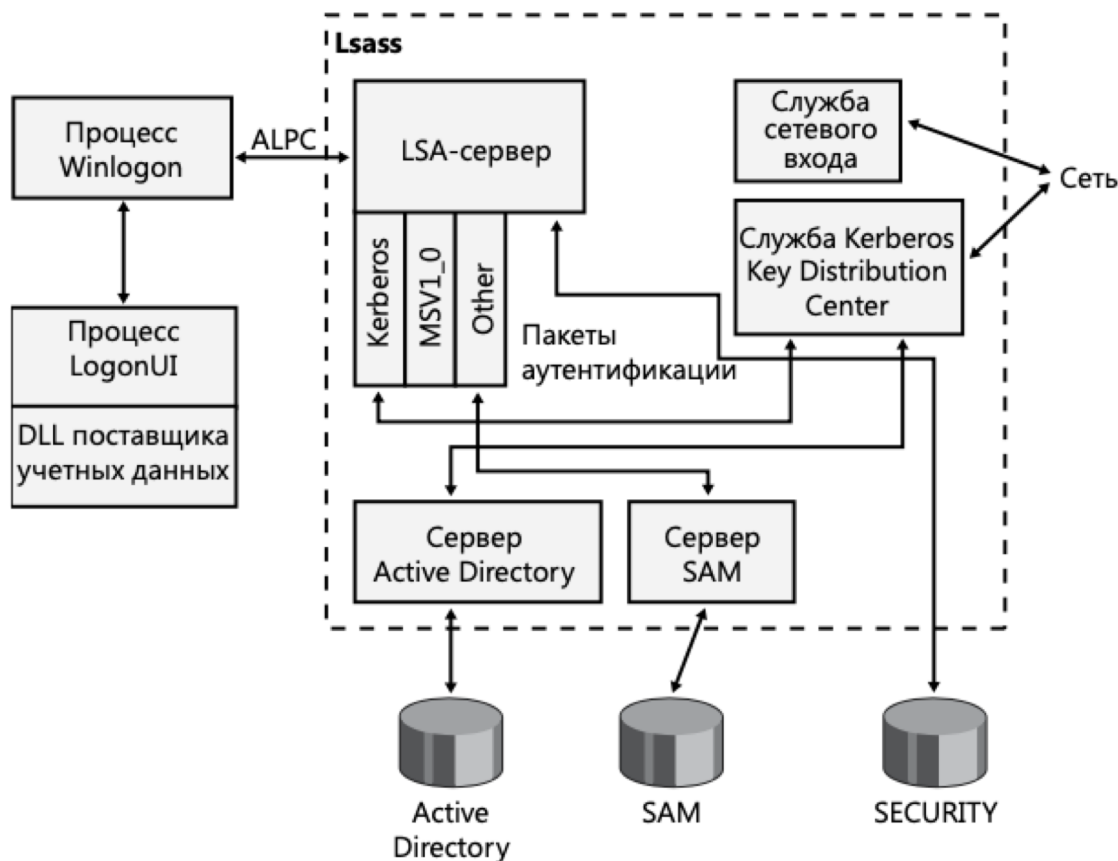 Lsass
Процесс
Winlogon
ALPC
LSA-сервер
Служба
сетевого
входа
Сеть
Kerberos
MSV1_0
Other
Служба Kerberos
Key Distribution
Center
Процесс
LogonUI
DLL поставщика
учетных данных
Пакеты
аутентификации
Сервер
Active Directory
Сервер
SAM
Active
Directory
SAM
SECURITY